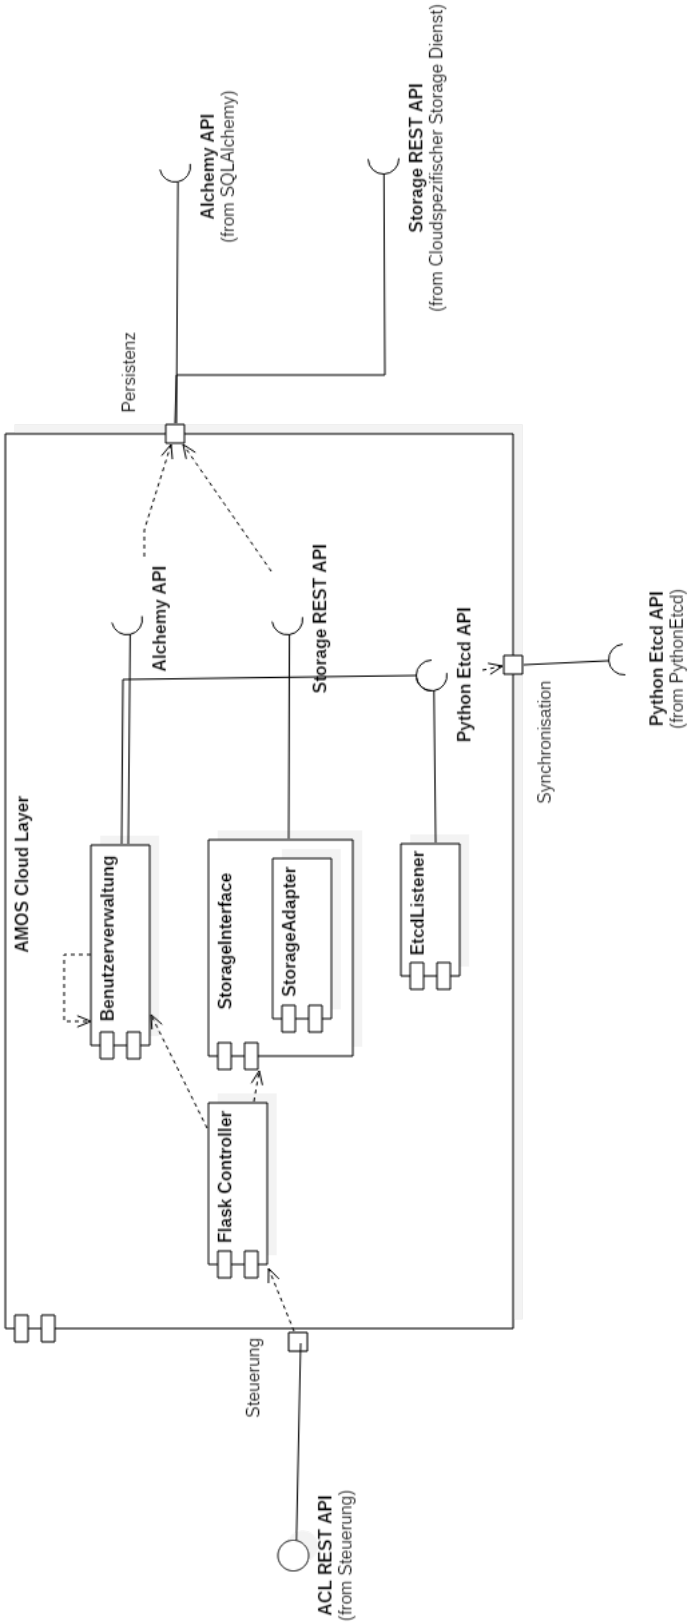 AMOS Cloud Layer
Benutzerverwaltung
Alchemy API
Persistenz
Alchemy API
(from SQLAlchemy)
StorageInterface
StorageAdapter
Storage REST API
Storage REST API
(from Cloudspezifischer Storage Dienst)
Flask Controller
Steuerung
ACL REST API
(from Steuerung)
EtcdListener
Python Etcd API
Synchronisation
Python Etcd API
(from PythonEtcd)